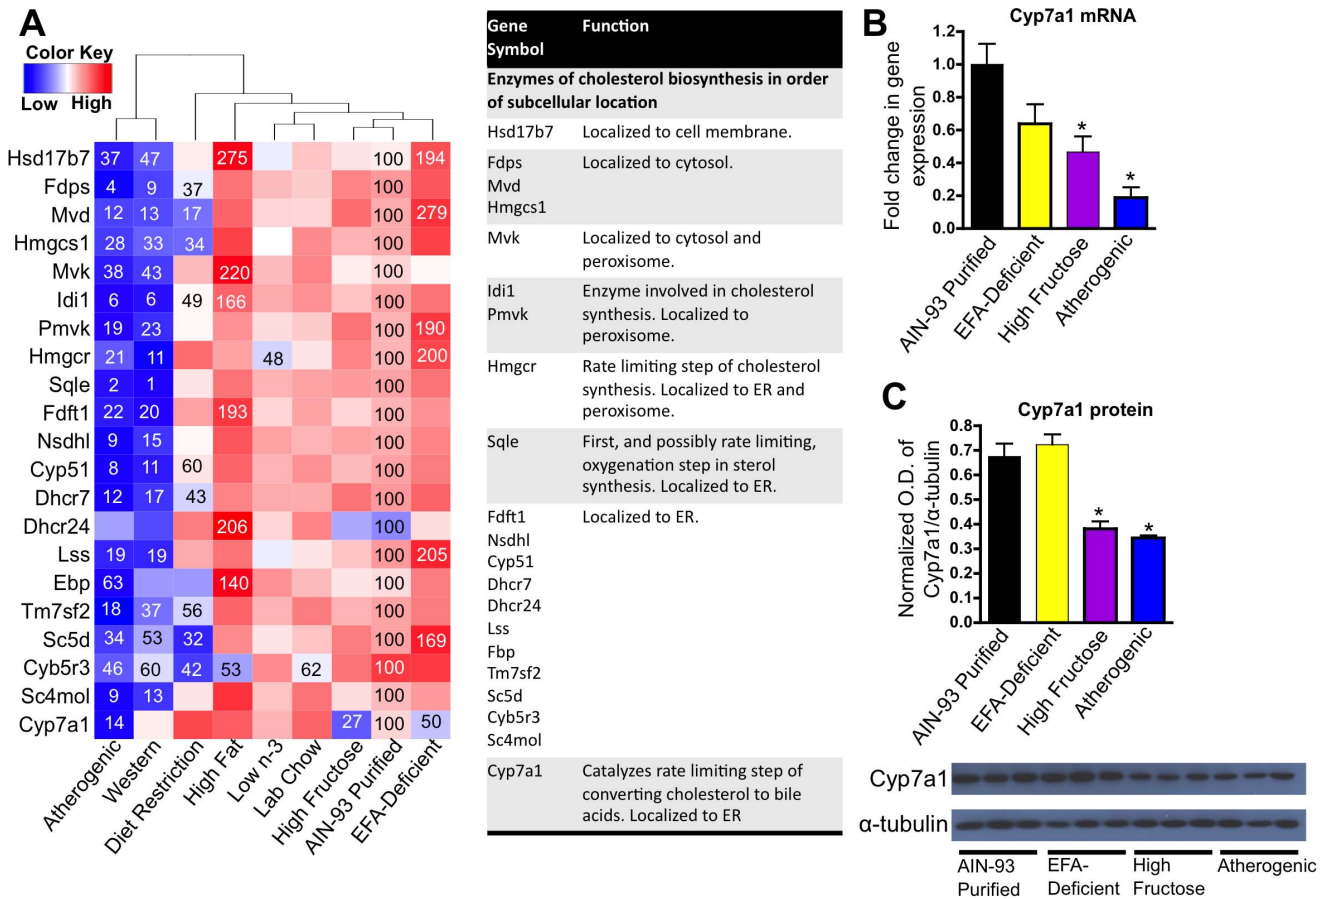 A
Color Key
Low High
Hsd17b7 37 47 275 100 194
Fdps 4 9 37 100
Mvd 12 13 17 100 279
Hmgcs1 28 33 34 100
Mvk 38 43 220 100
Idi1 6 6 49 166 100
Pmvk 19 23 100 190
Hmgcr 21 11 48 100 200
Sqle 2 1 100
Fdft1 22 20 193 100
Nsdhl 9 15 100
Cyp51 8 11 60 100
Dhcr7 12 17 43 100
Dhcr24 206 100
Lss 19 19 100 205
Ebp 63 140 100
Tm7sf2 18 37 56 100
Sc5d 34 53 32 100 169
Cyb5r3 46 60 42 53 62 100
Sc4mol 9 13 100
Cyp7a1 14 27 100 50
Atherogenic
Western
Diet Restriction
High Fat
Low n-3
Lab Chow
High Fructose
AIN-93 Purified
EFA-Deficient
Gene Function
Symbol
Enzymes of cholesterol biosynthesis in order
of subcellular location
Hsd17b7 Localized to cell membrane.
Fdps Localized to cytosol.
Mvd
Hmgcs1
Mvk Localized to cytosol and
peroxisome.
Idi1 Enzyme involved in cholesterol
Pmvk synthesis. Localized to
peroxisome.
Hmgcr Rate limiting step of cholesterol
synthesis. Localized to ER and
peroxisome.
Sqle First, and possibly rate limiting,
oxygenation step in sterol
synthesis. Localized to ER.
Fdft1 Localized to ER.
Nsdhl
Cyp51
Dhcr7
Dhcr24
Lss
Fbp
Tm7sf2
Sc5d
Cyb5r3
Sc4mol
Cyp7a1 Catalyzes rate limiting step of
converting cholesterol to bile
acids. Localized to ER
B
Cyp7a1 mRNA
Fold change in gene
expression
1.2
1.0
0.8
0.6
0.4
0.2
0.0
*
*
AIN-93 Purified
EFA-Deficient
High Fructose
Atherogenic
C
Cyp7a1 protein
Normalized O.D. of
Cyp7a1/α-tubulin
0.8
0.7
0.6
0.5
0.4
0.3
0.2
0.1
0.0
*
*
AIN-93 Purified
EFA-Deficient
High Fructose
Atherogenic
Cyp7a1
α-tubulin
AIN-93 EFA- High Atherogenic
Purified Deficient Fructose